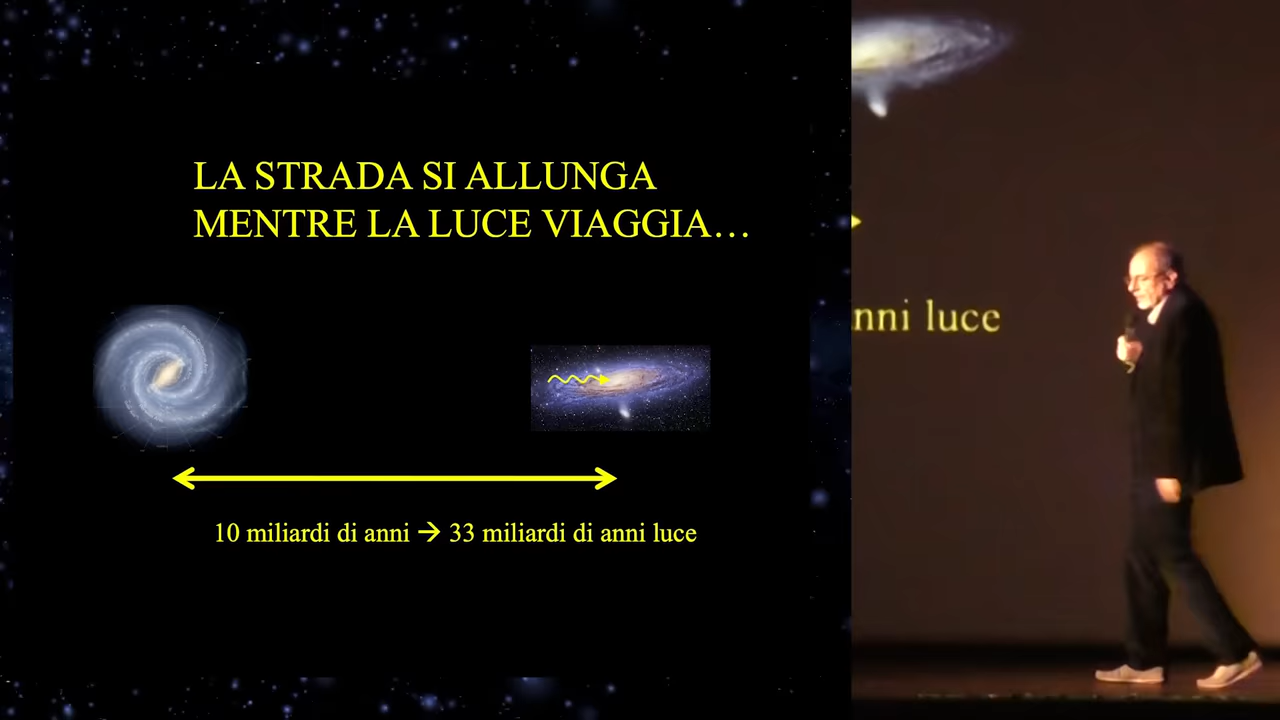 LA STRADA SI ALLUNGA
MENTRE LA LUCE VIAGGIA…
10 miliardi di anni → 33 miliardi di anni luce
nni luce